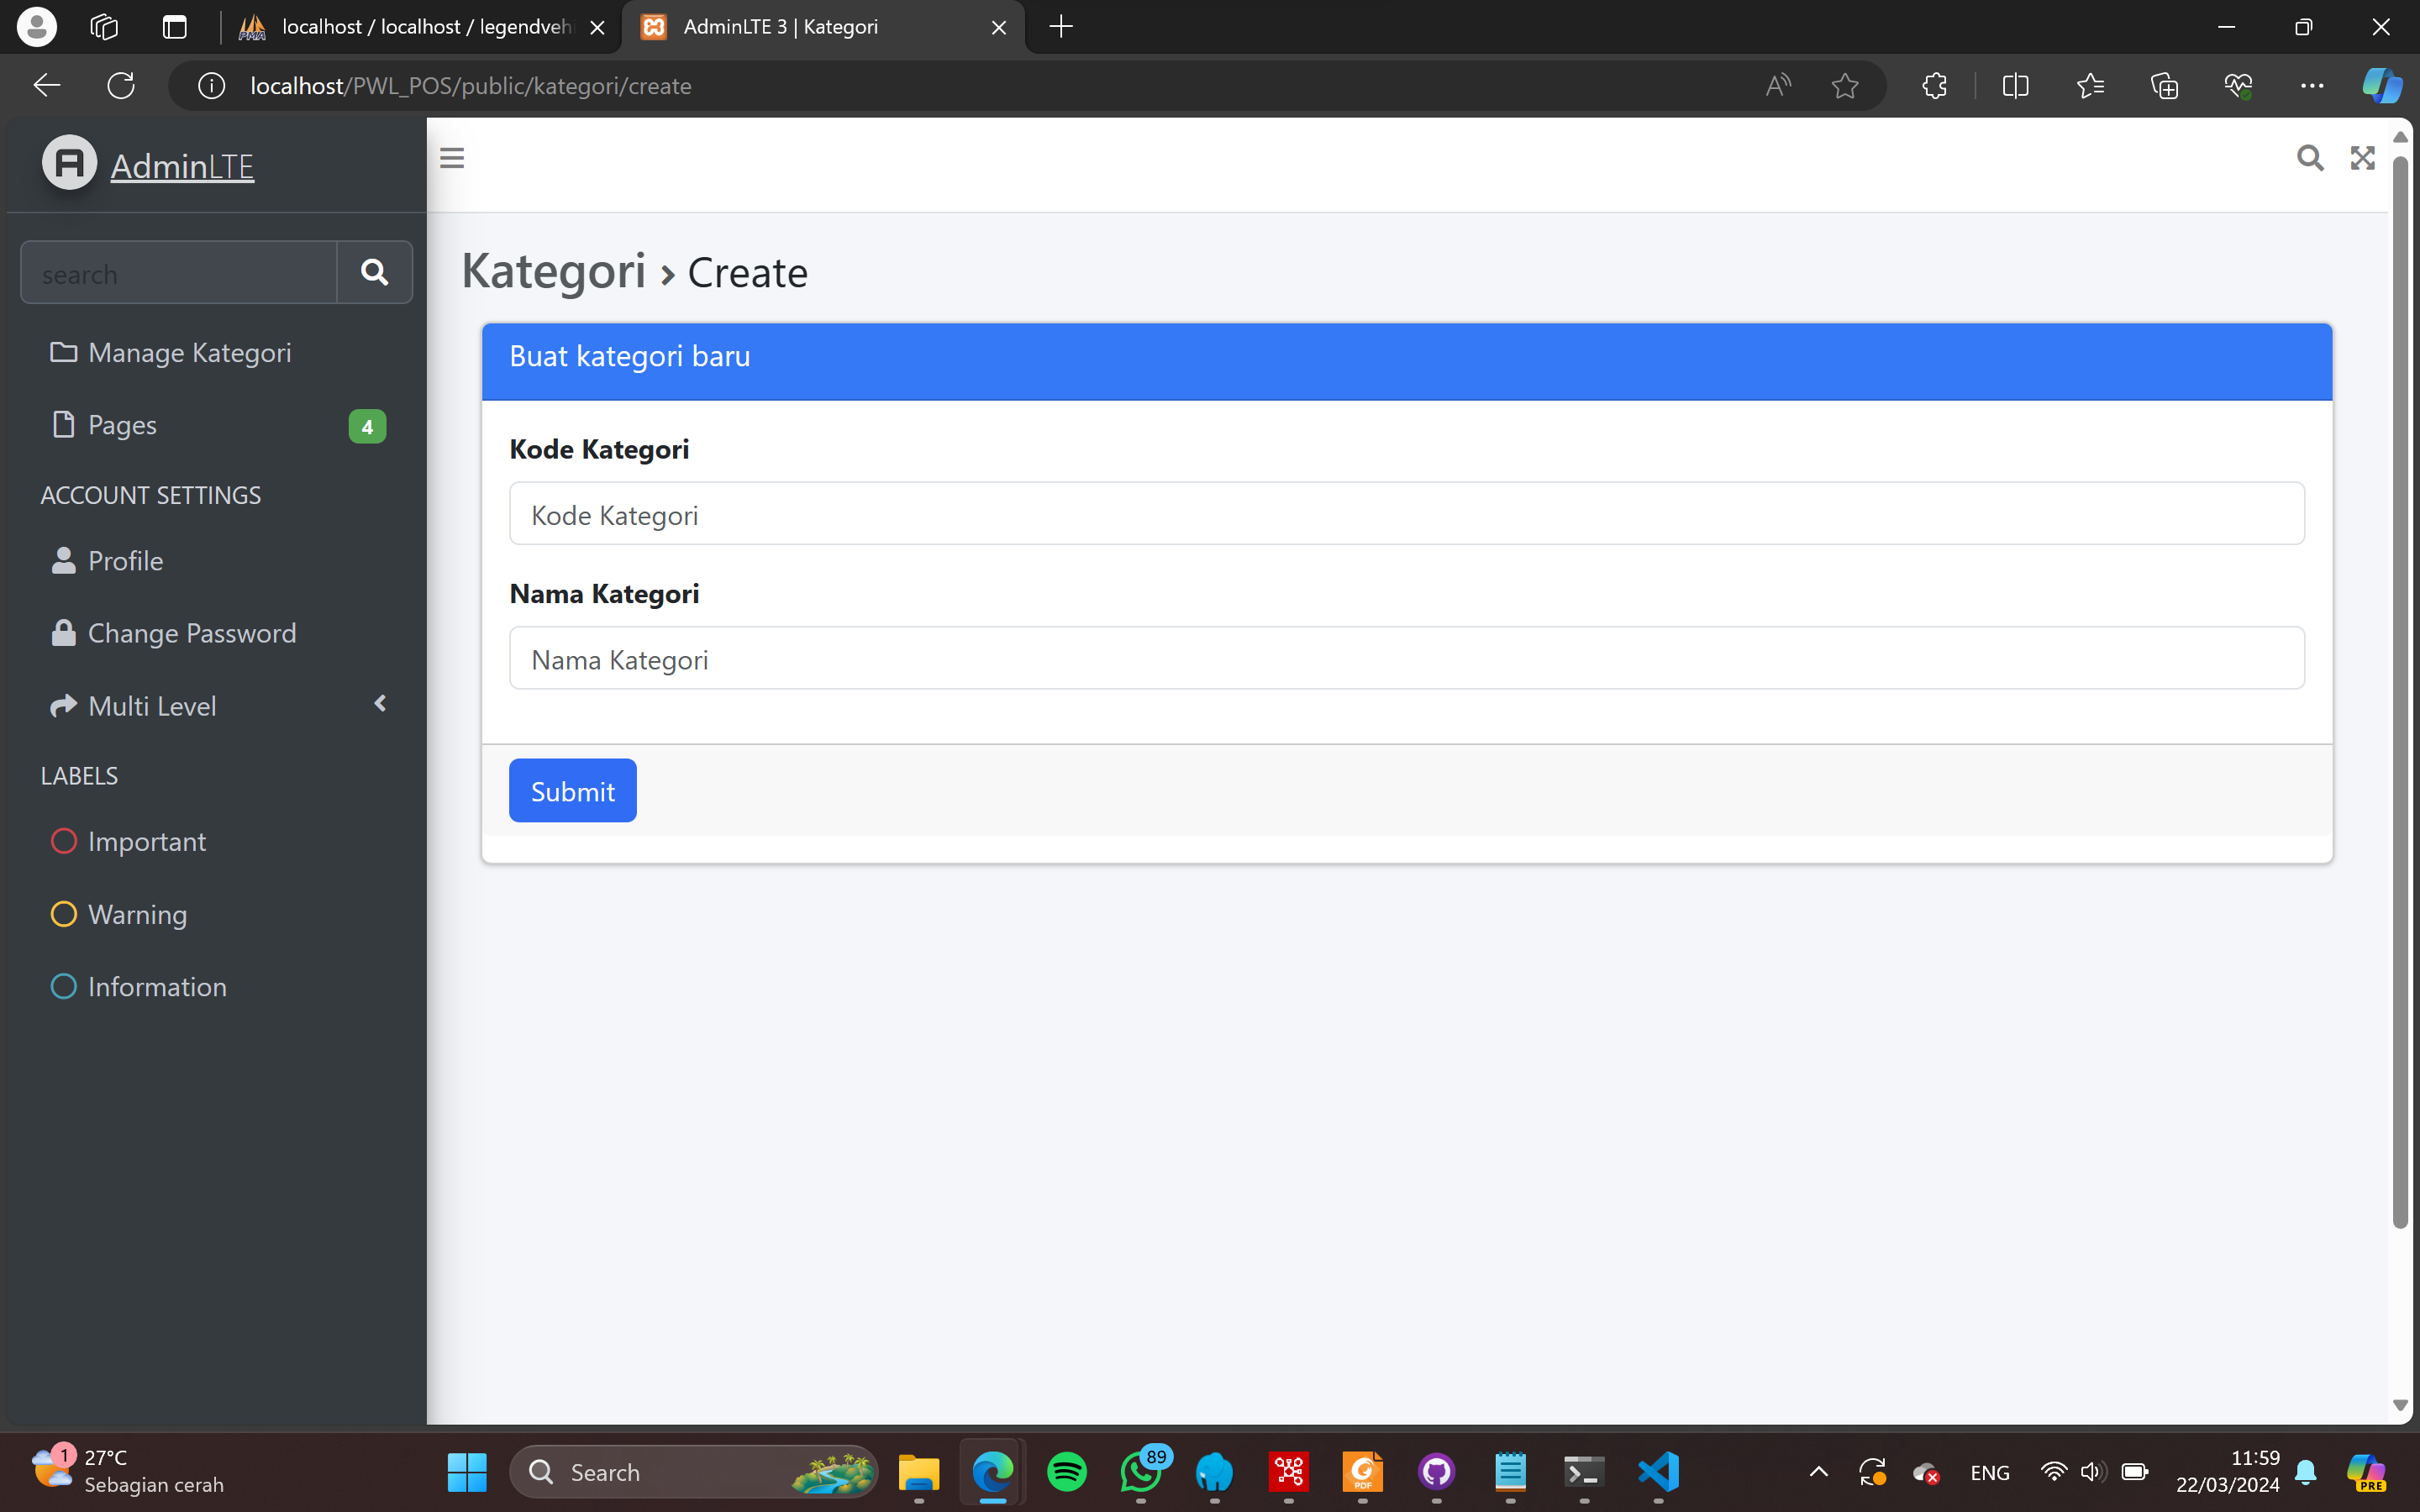 localhost / localhost / legendveh
AdminLTE 3 | Kategori
localhost/PWL_POS/public/kategori/create
AdminLTE
search
Manage Kategori
Pages
4
ACCOUNT SETTINGS
Profile
Change Password
Multi Level
LABELS
Important
Warning
Information
Kategori › Create
Buat kategori baru
Kode Kategori
Kode Kategori
Nama Kategori
Nama Kategori
Submit
1
27°C
Sebagian cerah
Search
89
PDF
ENG
11:59
22/03/2024
PRE